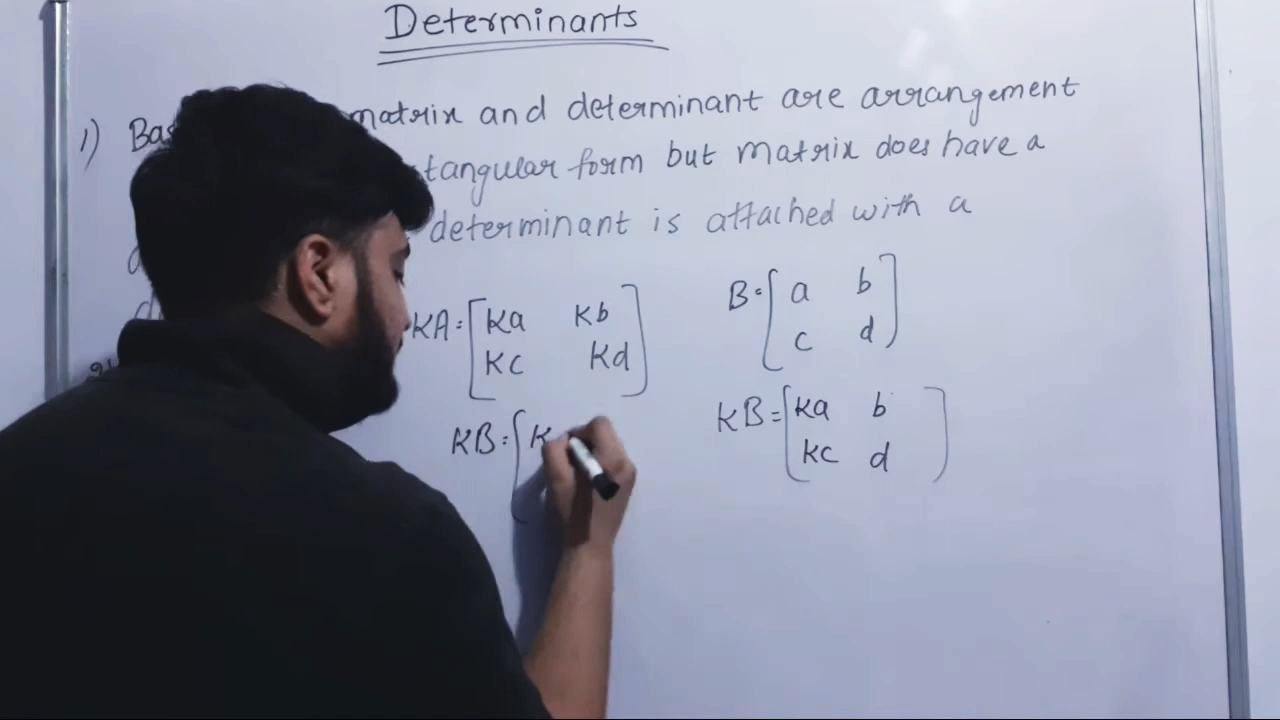 Determinants
1) Bas matrix and determinant are arrangement
tangular form but matrix does have a
determinant is attached with a
KA = [Ka Kb
Kc Kd]
B = [a b
c d]
KB = [K
KB = [Ka b
Kc d]